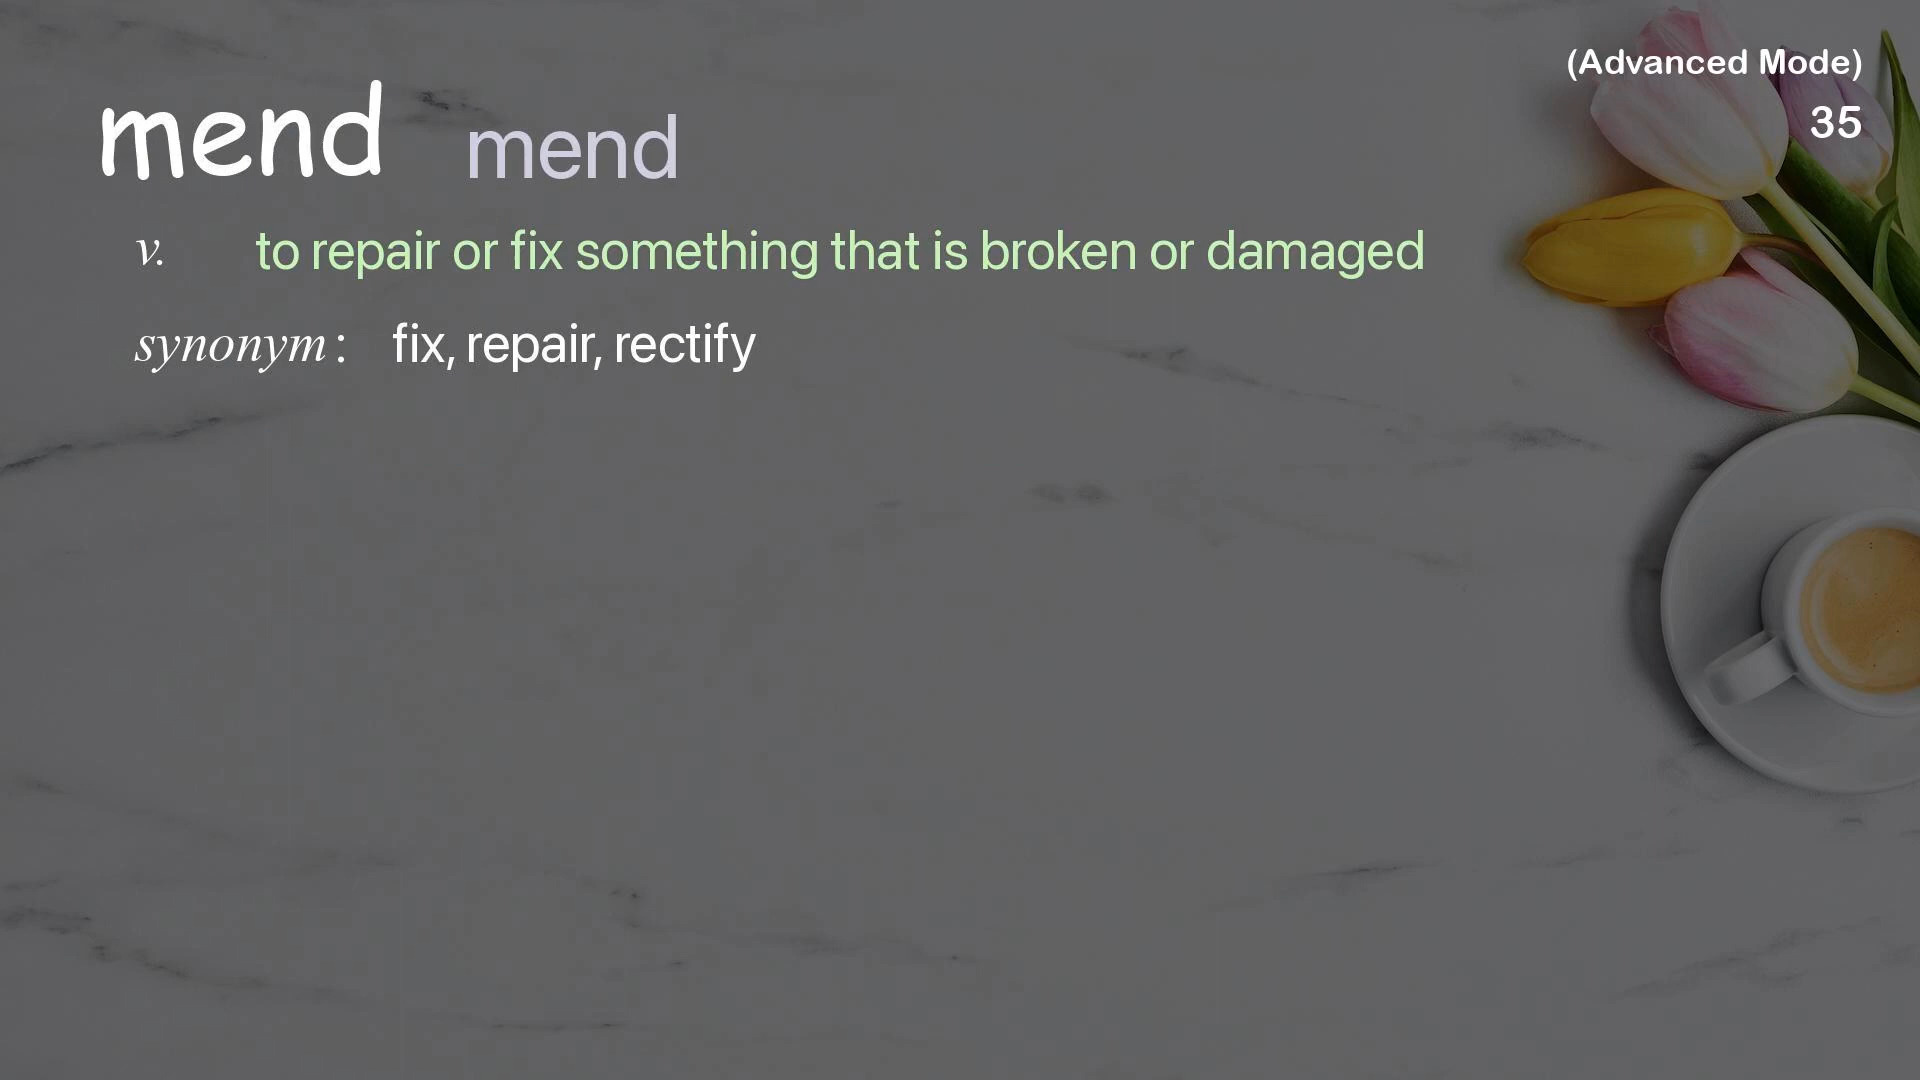 (Advanced Mode)
35
mend mend
v. to repair or fix something that is broken or damaged
synonym : fix, repair, rectify